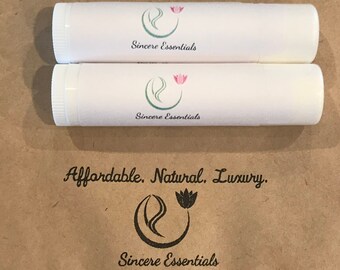 Sincere Essentials
Sincere Essentials
Affordable. Natural. Luxury.
Sincere Essentials